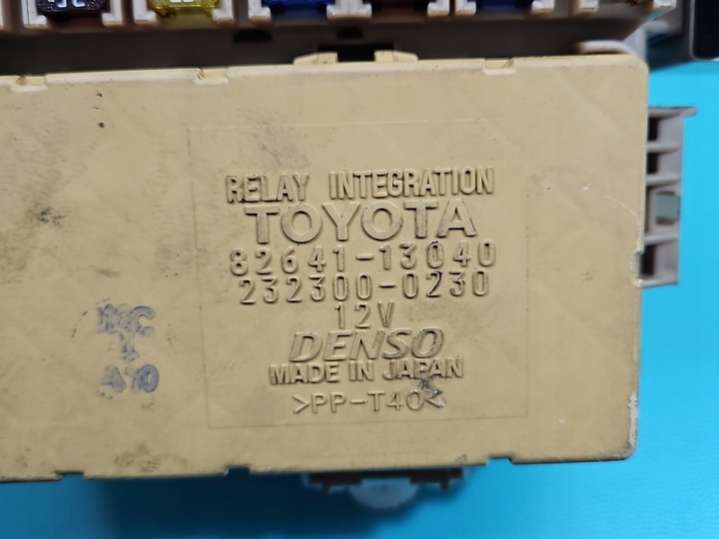 RELAY INTEGRATION
TOYOTA
82641-13040
232300-0230
12V
DENSO
MADE IN JAPAN
>PP-T40<